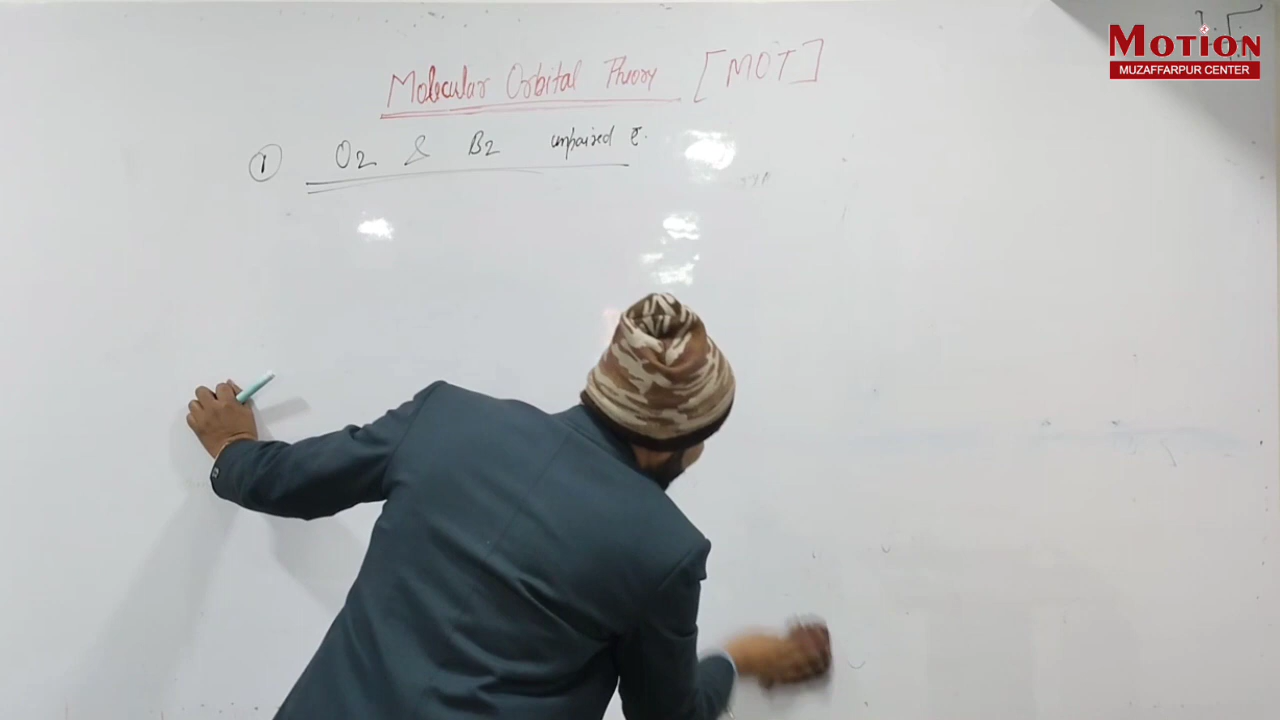 MOTION
MUZAFFARPUR CENTER
Molecular Orbital Theory [MOT]
① O2 & B2 unpaired e⁻.